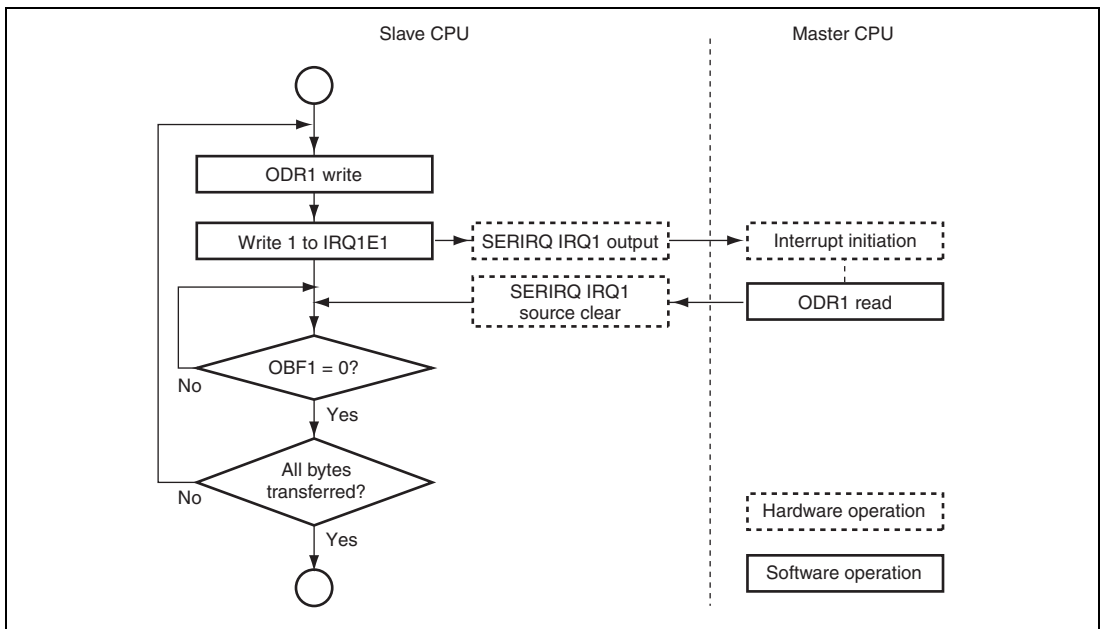 Slave CPU
Master CPU
ODR1 write
Write 1 to IRQ1E1
SERIRQ IRQ1 output
Interrupt initiation
SERIRQ IRQ1
source clear
ODR1 read
OBF1 = 0?
No
Yes
All bytes
transferred?
No
Yes
Hardware operation
Software operation